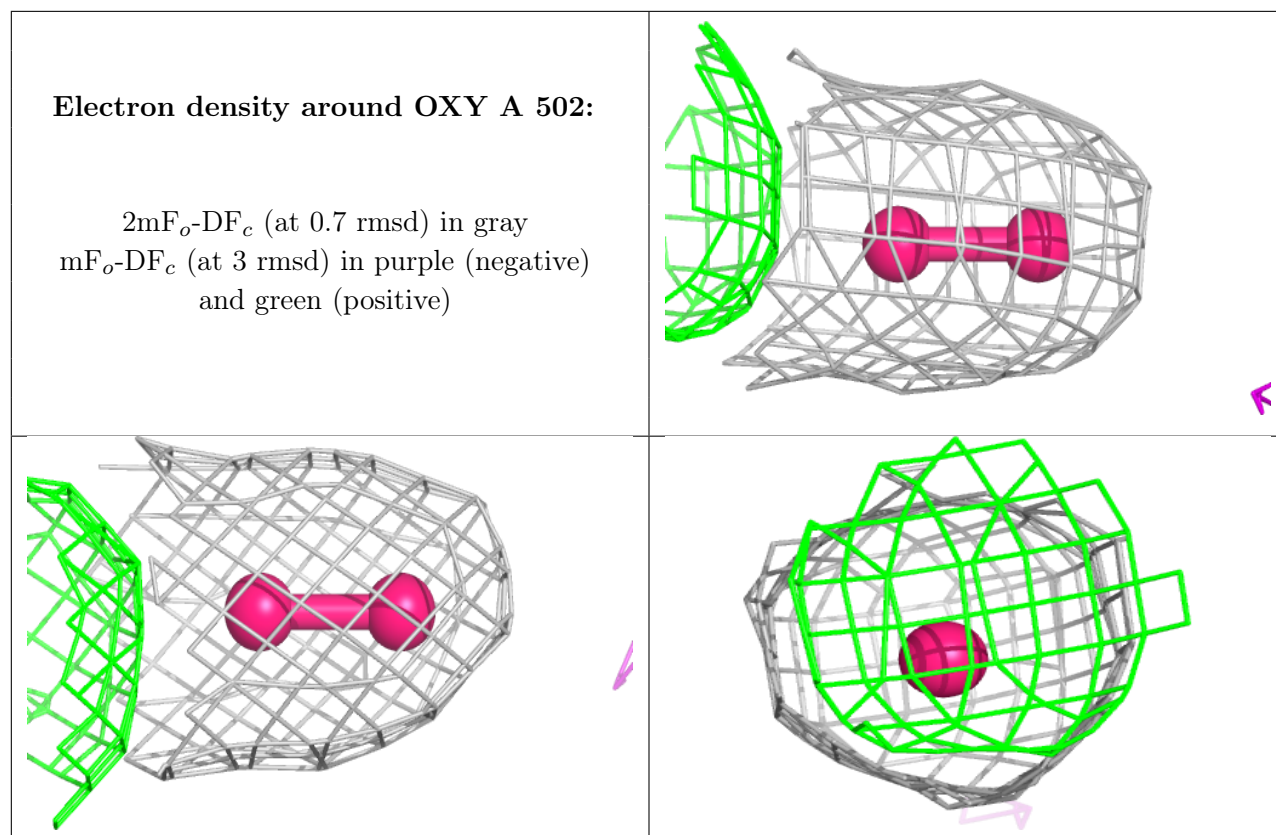 Electron density around OXY A 502:
2mFo-DFc (at 0.7 rmsd) in gray
mFo-DFc (at 3 rmsd) in purple (negative)
and green (positive)